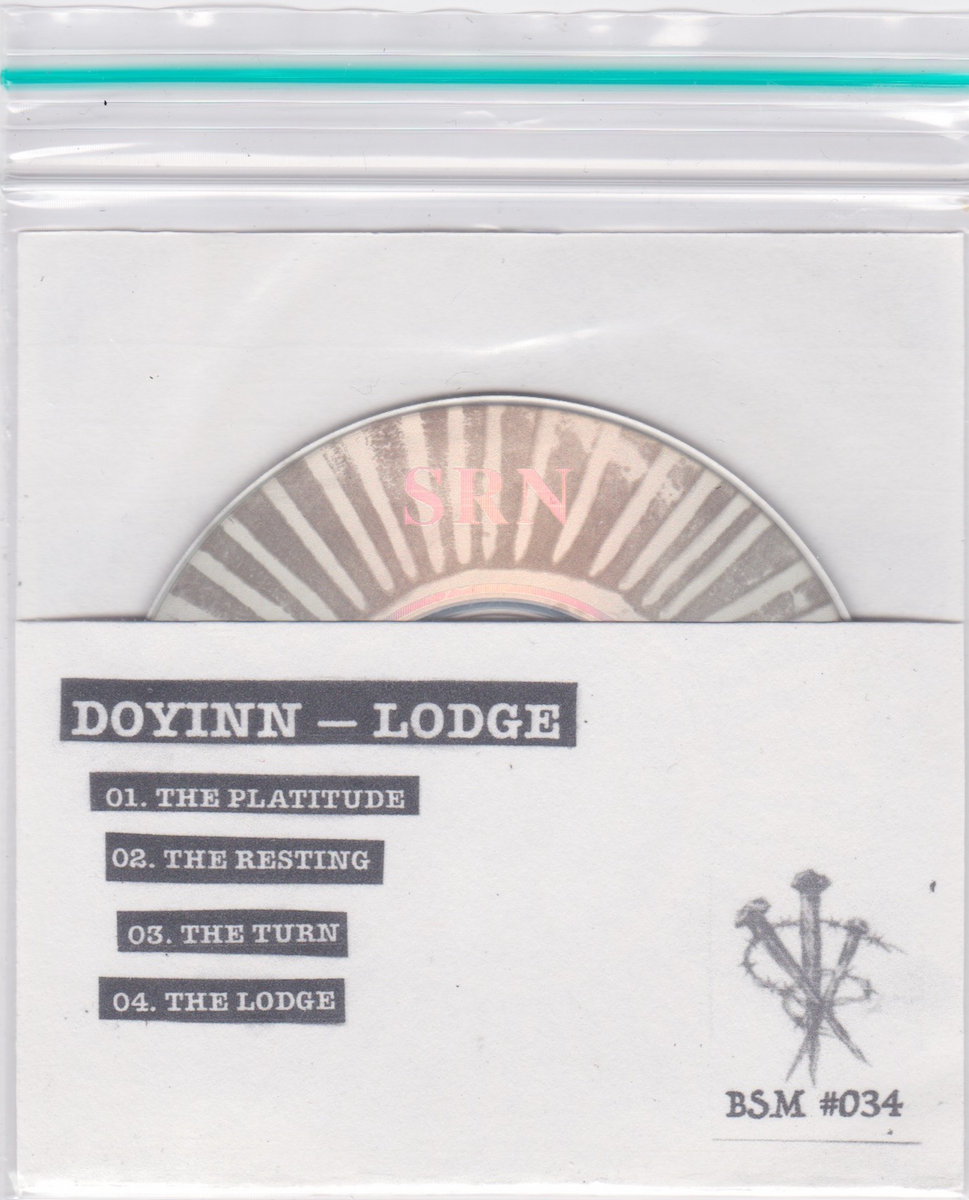 SRN
DOYINN — LODGE
01. THE PLATITUDE
02. THE RESTING
03. THE TURN
04. THE LODGE
BSM #034